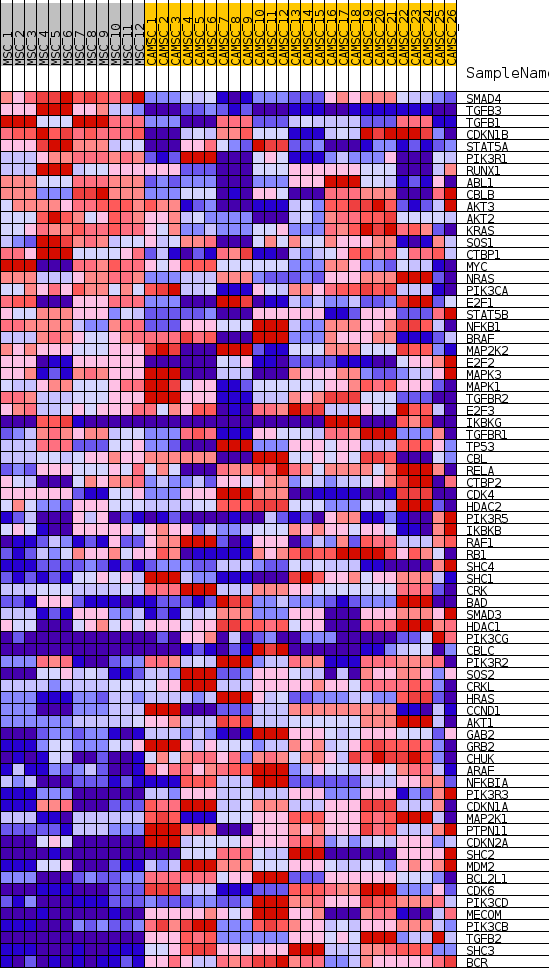 MSC_1
MSC_2
MSC_3
MSC_4
MSC_5
MSC_6
MSC_7
MSC_8
MSC_9
MSC_10
MSC_11
MSC_12
CAMSC_1
CAMSC_2
CAMSC_3
CAMSC_4
CAMSC_5
CAMSC_6
CAMSC_7
CAMSC_8
CAMSC_9
CAMSC_10
CAMSC_11
CAMSC_12
CAMSC_13
CAMSC_14
CAMSC_15
CAMSC_16
CAMSC_17
CAMSC_18
CAMSC_19
CAMSC_20
CAMSC_21
CAMSC_22
CAMSC_23
CAMSC_24
CAMSC_25
CAMSC_26
SampleName
SMAD4
TGFB3
TGFB1
CDKN1B
STAT5A
PIK3R1
RUNX1
ABL1
CBLB
AKT3
AKT2
KRAS
SOS1
CTBP1
MYC
NRAS
PIK3CA
E2F1
STAT5B
NFKB1
BRAF
MAP2K2
E2F2
MAPK3
MAPK1
TGFBR2
E2F3
IKBKG
TGFBR1
TP53
CBL
RELA
CTBP2
CDK4
HDAC2
PIK3R5
IKBKB
RAF1
RB1
SHC4
SHC1
CRK
BAD
SMAD3
HDAC1
PIK3CG
CBLC
PIK3R2
SOS2
CRKL
HRAS
CCND1
AKT1
GAB2
GRB2
CHUK
ARAF
NFKBIA
PIK3R3
CDKN1A
MAP2K1
PTPN11
CDKN2A
SHC2
MDM2
BCL2L1
CDK6
PIK3CD
MECOM
PIK3CB
TGFB2
SHC3
BCR